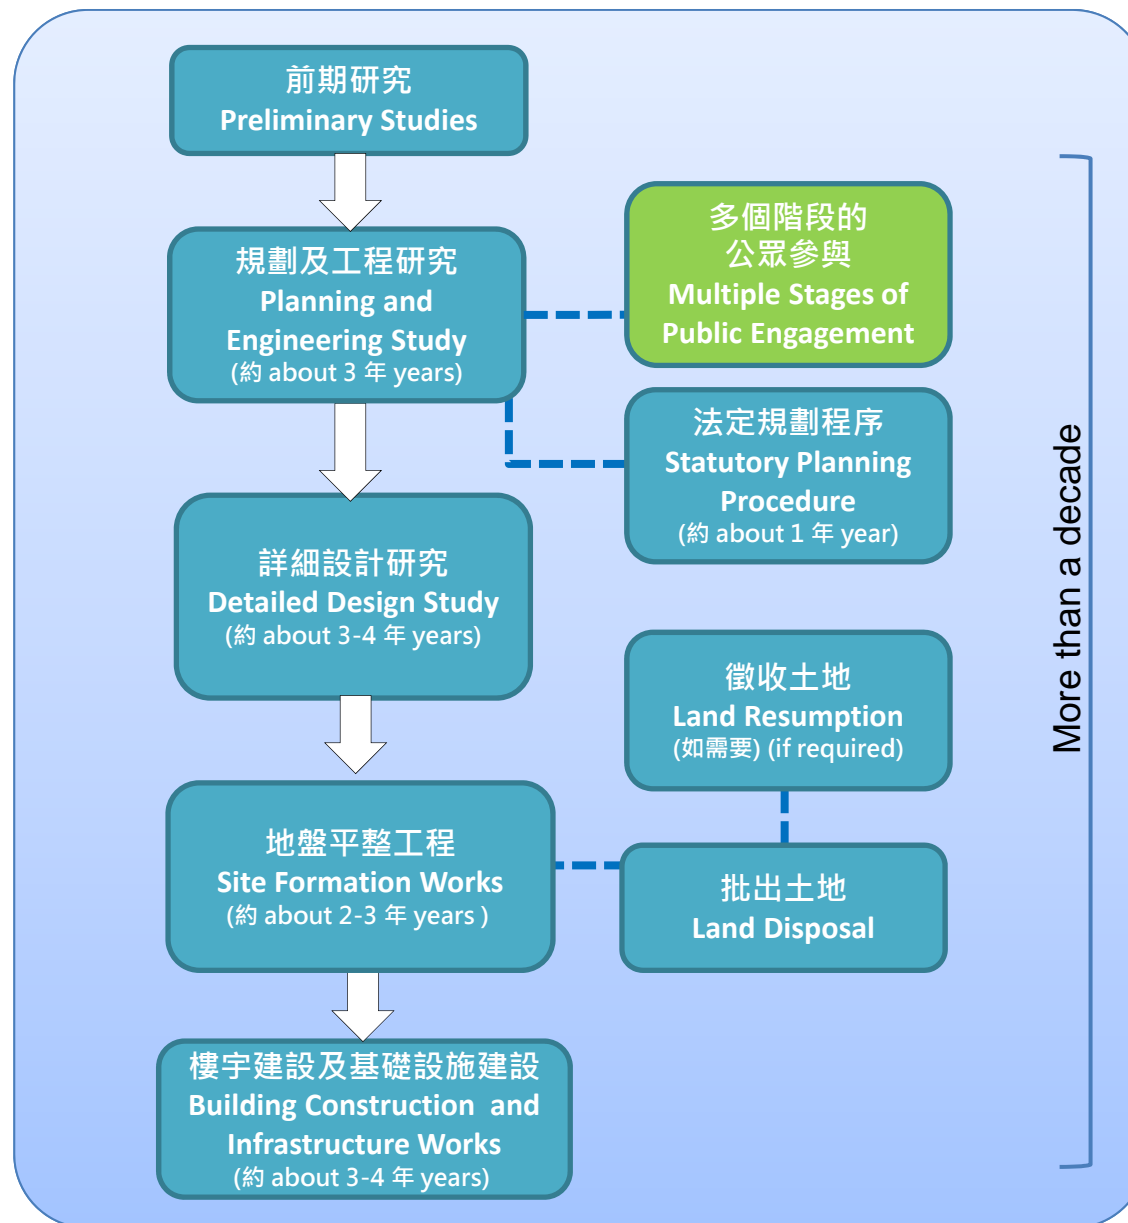 前期研究
Preliminary Studies
規劃及工程研究
Planning and
Engineering Study
(約 about 3 年 years)
多個階段的
公眾參與
Multiple Stages of
Public Engagement
法定規劃程序
Statutory Planning
Procedure
(約 about 1 年 year)
詳細設計研究
Detailed Design Study
(約 about 3-4 年 years)
徵收土地
Land Resumption
(如需要) (if required)
地盤平整工程
Site Formation Works
(約 about 2-3 年 years )
批出土地
Land Disposal
樓宇建設及基礎設施建設
Building Construction and
Infrastructure Works
(約 about 3-4 年 years)
More than a decade